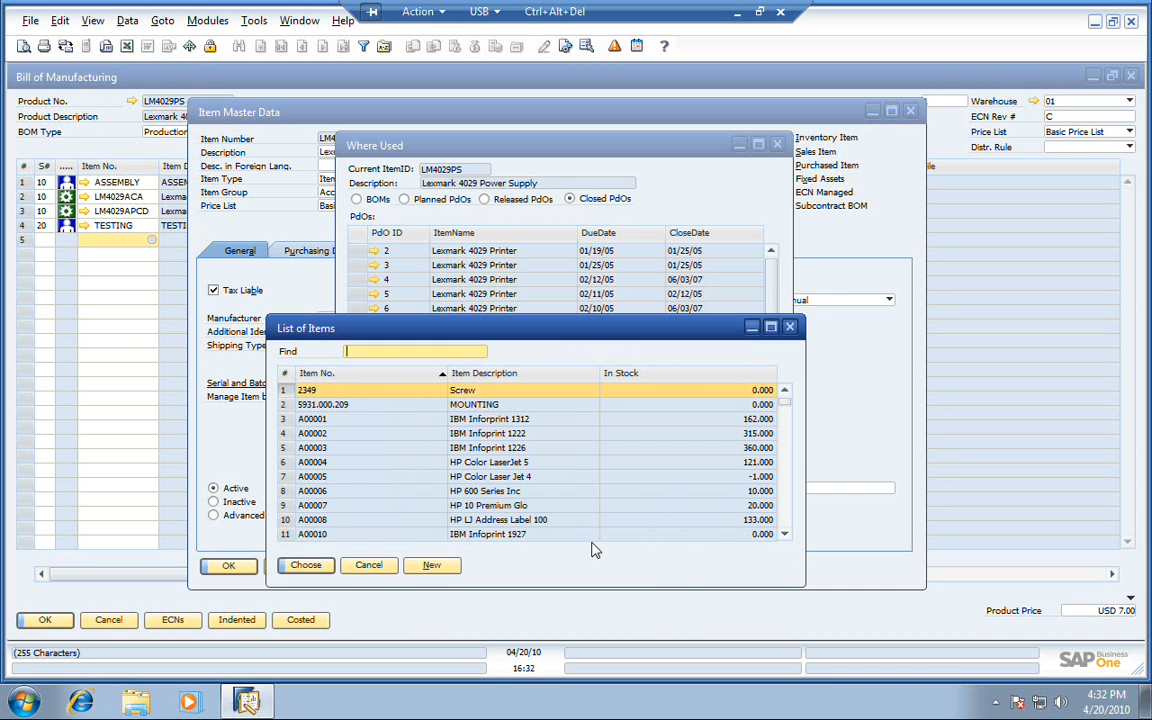 Action USB Ctrl+Alt+Del
File Edit View Data Goto Modules Tools Window Help
Bill of Manufacturing
Product No. LM4029PS
Product Description Lexmark 40
BOM Type Production
Warehouse 01
ECN Rev # C
Price List Basic Price List
Distr. Rule
# S# ..... Item No. Item D
1 10 ASSEMBLY ASSE
2 10 LM4029ACA Lexma
3 10 LM4029APCD Lexma
4 20 TESTING TESTI
5
Item Master Data
Item Number LM4
Description Lex
Desc. in Foreign Lang.
Item Type Iten
Item Group Acc
Price List Bas
Inventory Item
Sales Item
Purchased Item
Fixed Assets
ECN Managed
Subcontract BOM
General Purchasing D
Tax Liable
Manufacturer
Additional Ide
Shipping Type
Serial and Batc
Manage Item b
Active
Inactive
Advanced
nual
OK
Where Used
Current ItemID: LM4029PS
Description: Lexmark 4029 Power Supply
BOMs Planned PdOs Released PdOs Closed PdOs
PdOs:
PdO ID ItemName DueDate CloseDate
2 Lexmark 4029 Printer 01/19/05 01/25/05
3 Lexmark 4029 Printer 01/25/05 01/25/05
4 Lexmark 4029 Printer 02/12/05 06/03/07
5 Lexmark 4029 Printer 02/11/05 02/12/05
6 Lexmark 4029 Printer 02/10/05 06/03/07
List of Items
Find
# Item No. Item Description In Stock
1 2349 Screw 0.000
2 5931.000.209 MOUNTING 0.000
3 A00001 IBM Inforprint 1312 162.000
4 A00002 IBM Infoprint 1222 315.000
5 A00003 IBM Infoprint 1226 360.000
6 A00004 HP Color LaserJet 5 121.000
7 A00005 HP Color Laser Jet 4 -1.000
8 A00006 HP 600 Series Inc 10.000
9 A00007 HP 10 Premium Glo 20.000
10 A00008 HP LJ Address Label 100 133.000
11 A00010 IBM Infoprint 1927 0.000
Choose Cancel New
Product Price USD 7.00
OK Cancel ECNs Indented Costed
(255 Characters) 04/20/10
16:32
SAP Business One
4:32 PM
4/20/2010